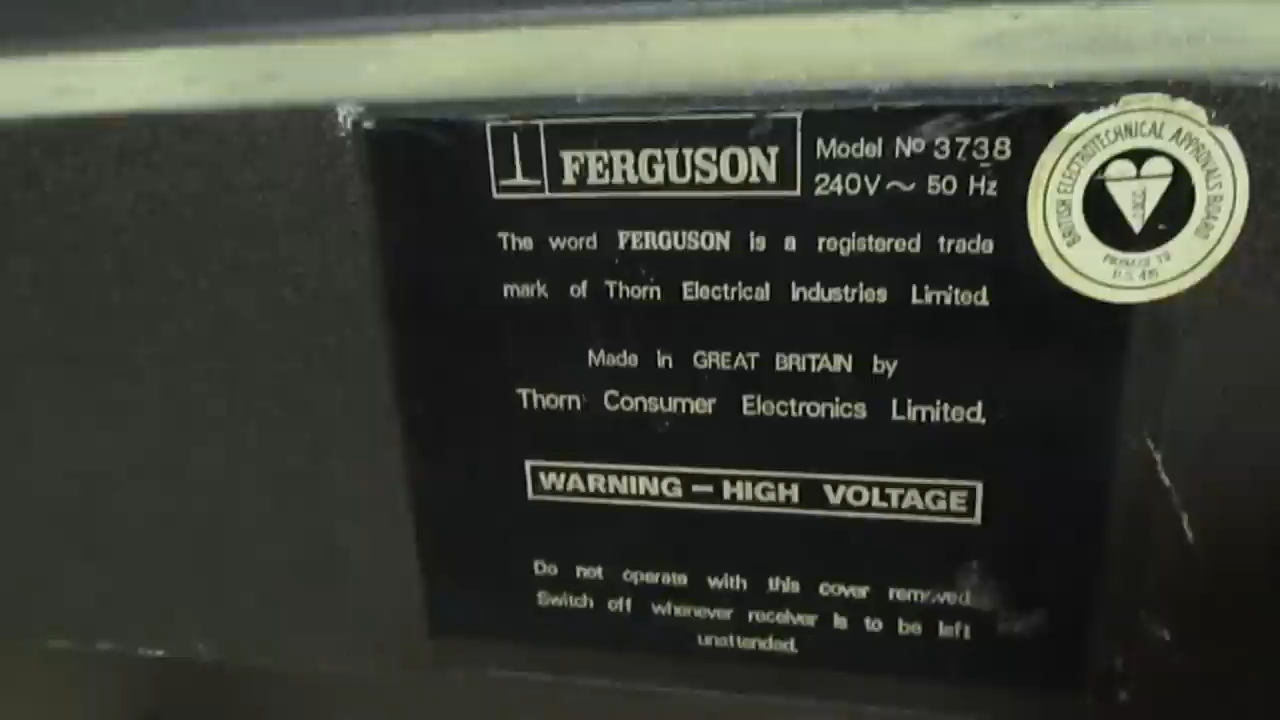 FERGUSON
Model Nº 3738
240V ~ 50 Hz
BRITISH ELECTROTECHNICAL APPROVALS BOARD
The word FERGUSON is a registered trade
mark of Thorn Electrical Industries Limited.
Made in GREAT BRITAIN by
Thorn Consumer Electronics Limited.
WARNING – HIGH VOLTAGE
Do not operate with this cover removed.
Switch off whenever receiver is to be left
unattended.